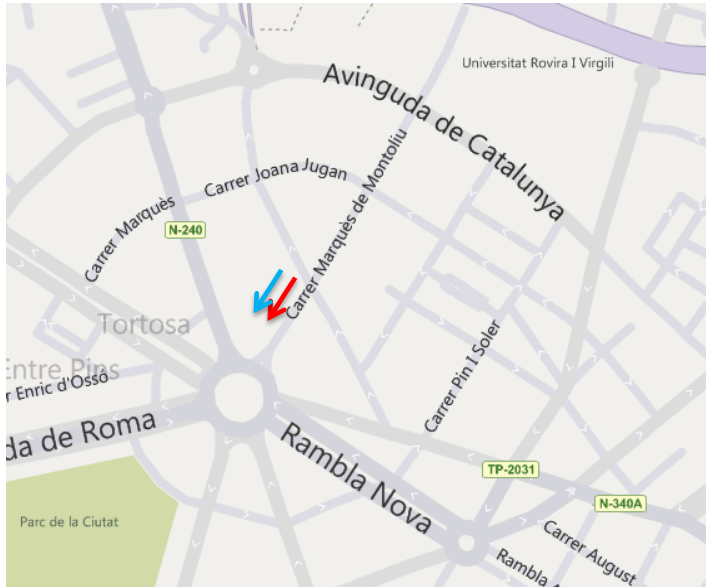 Universitat Rovira I Virgili
Avinguda de Catalunya
Carrer Marquès de Montoliu
Carrer Joana Jugan
Carrer Marquès
N-240
Tortosa
Entre Pins
r Enric d'Ossó
da de Roma
Carrer Pin I Soler
Rambla Nova
TP-2031
N-340A
Carrer August
Parc de la Ciutat
Rambla